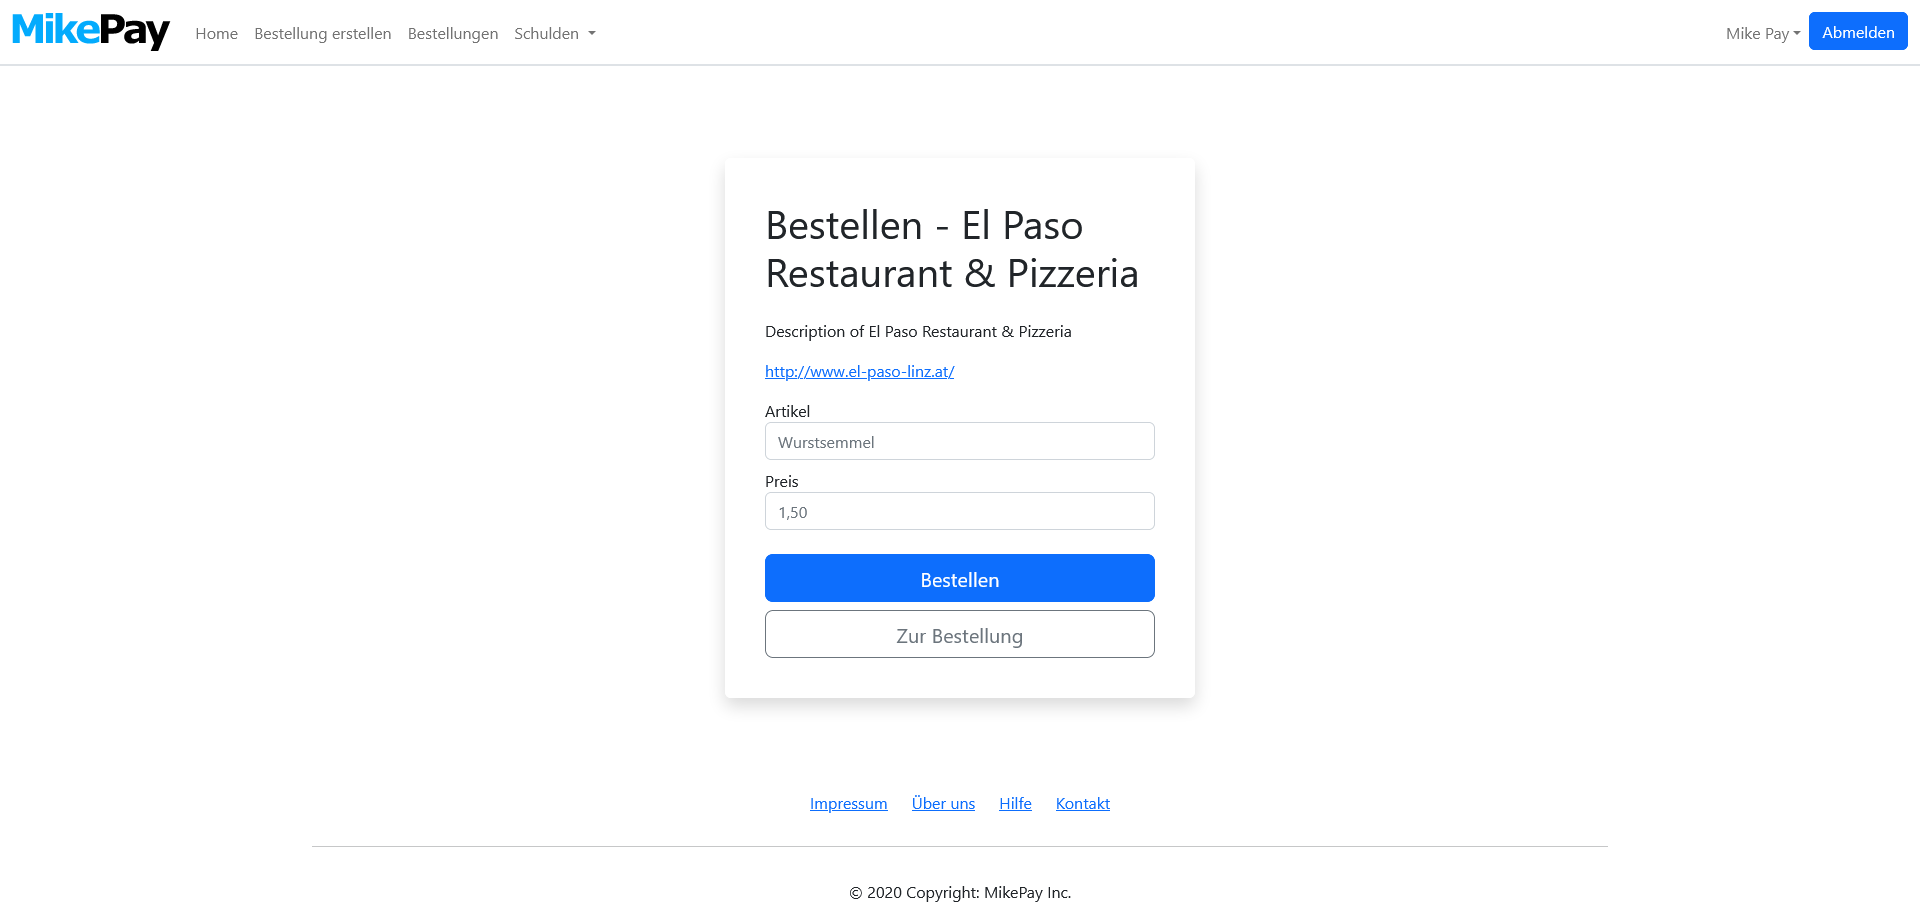 MikePay Home Bestellung erstellen Bestellungen Schulden Mike Pay Abmelden
Bestellen - El Paso
Restaurant & Pizzeria
Description of El Paso Restaurant & Pizzeria
http://www.el-paso-linz.at/
Artikel
Wurstsemmel
Preis
1,50
Bestellen
Zur Bestellung
Impressum Über uns Hilfe Kontakt
© 2020 Copyright: MikePay Inc.